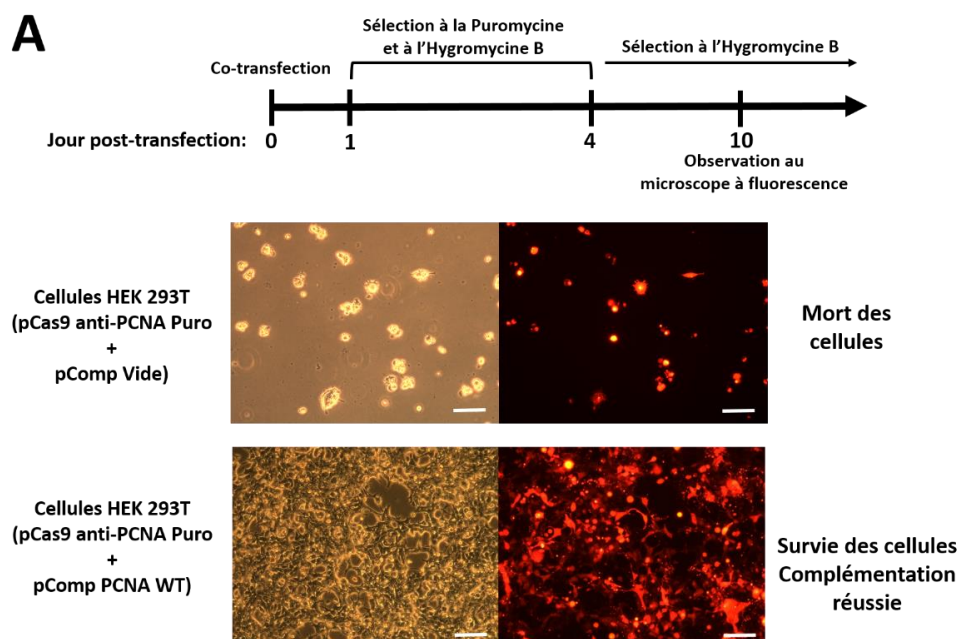 A
Sélection à la Puromycine
et à l'Hygromycine B
Sélection à l'Hygromycine B
Co-transfection
Jour post-transfection:
0
1
4
10
Observation au
microscope à fluorescence
Cellules HEK 293T
(pCas9 anti-PCNA Puro
+
pComp Vide)
Mort des
cellules
Cellules HEK 293T
(pCas9 anti-PCNA Puro
+
pComp PCNA WT)
Survie des cellules
Complémentation
réussie